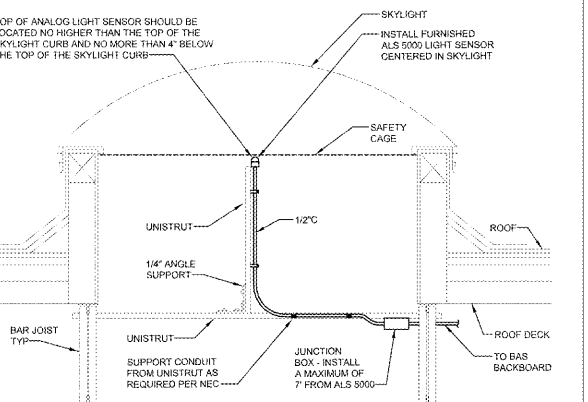 OP OF ANALOG LIGHT SENSOR SHOULD BE
OCATED NO HIGHER THAN THE TOP OF THE
KYLIGHT CURB AND NO MORE THAN 4" BELOW
HE TOP OF THE SKYLIGHT CURB
SKYLIGHT
INSTALL FURNISHED
ALS 5000 LIGHT SENSOR
CENTERED IN SKYLIGHT
SAFETY
CAGE
UNISTRUT
1/2"C
ROOF
1/4" ANGLE
SUPPORT
BAR JOIST
TYP
UNISTRUT
ROOF DECK
SUPPORT CONDUIT
FROM UNISTRUT AS
REQUIRED PER NEC
JUNCTION
BOX - INSTALL
A MAXIMUM OF
7' FROM ALS 5000
TO BAS
BACKBOARD